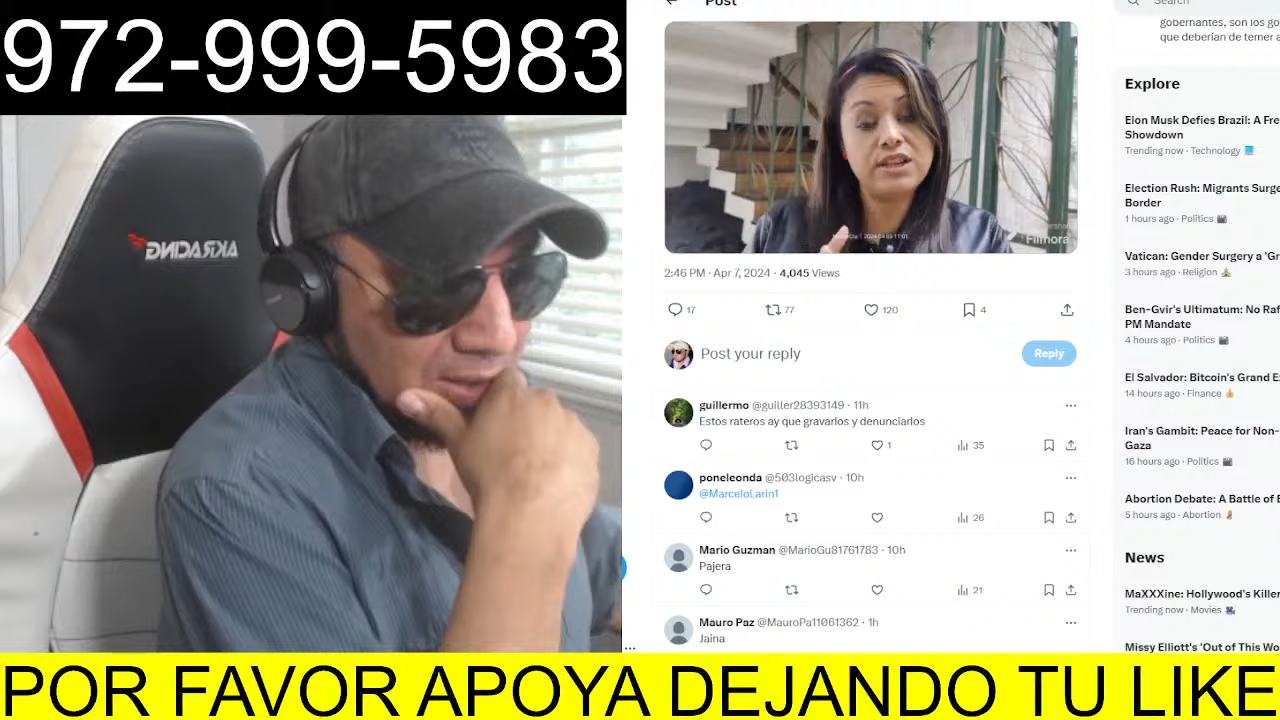 972-999-5983
AKRACING
Post
Filmora
2:46 PM · Apr 7, 2024 · 4,045 Views
17
77
120
4
Post your reply
Reply
guillermo @guiller28393149 · 11h
Estos rateros ay que gravarlos y denunciarlos
1
35
poneleonda @503logicasv · 10h
@MarceloLarin1
26
Mario Guzman @MarioGu81761783 · 10h
Pajera
21
Mauro Paz @MauroPa11061362 · 1h
Jaina
Search
gobernantes, son los go
que deberían de temer a
Explore
Elon Musk Defies Brazil: A Fre
Showdown
Trending now · Technology
Election Rush: Migrants Surge
Border
1 hours ago · Politics
Vatican: Gender Surgery a 'Gr
3 hours ago · Religion
Ben-Gvir's Ultimatum: No Raf
PM Mandate
4 hours ago · Politics
El Salvador: Bitcoin's Grand E
14 hours ago · Finance
Iran's Gambit: Peace for Non-
Gaza
16 hours ago · Politics
Abortion Debate: A Battle of B
5 hours ago · Abortion
News
MaXXXine: Hollywood's Killer
Trending now · Movies
Missy Elliott's 'Out of This Wo
POR FAVOR APOYA DEJANDO TU LIKE